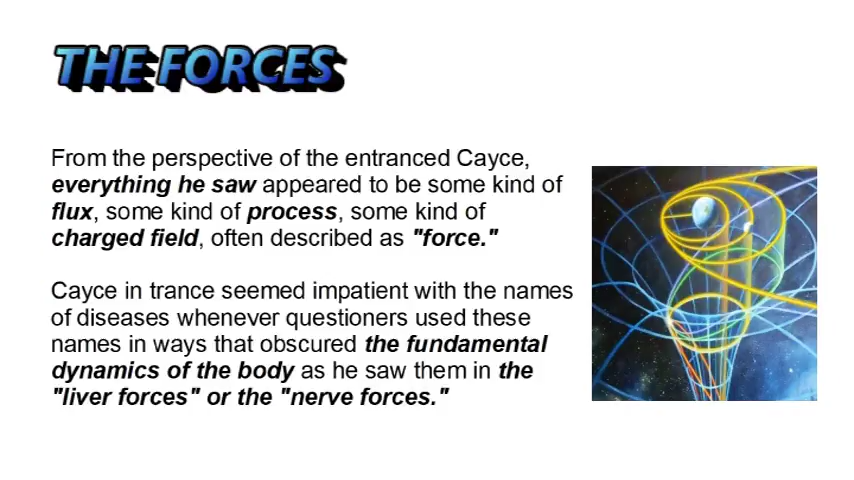 THE FORCES
From the perspective of the entranced Cayce,
everything he saw appeared to be some kind of
flux, some kind of process, some kind of
charged field, often described as "force."
Cayce in trance seemed impatient with the names
of diseases whenever questioners used these
names in ways that obscured the fundamental
dynamics of the body as he saw them in the
"liver forces" or the "nerve forces."